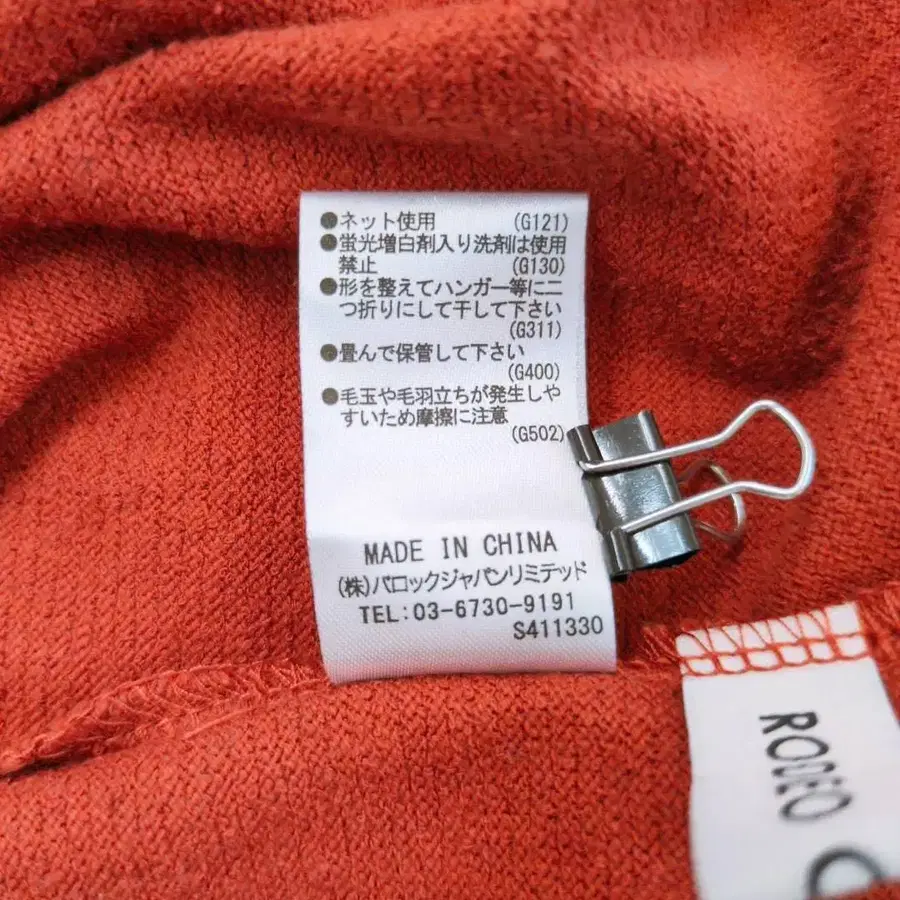 ●ネット使用 (G121)
●蛍光増白剤入り洗剤は使用
禁止 (G130)
●形を整えてハンガー等に二
つ折りにして干して下さい
(G311)
●畳んで保管して下さい
(G400)
●毛玉や毛羽立ちが発生しや
すいため摩擦に注意
(G502)
MADE IN CHINA
(株)バロックジャパンリミテッド
TEL:03-6730-9191
S411330
RODEO